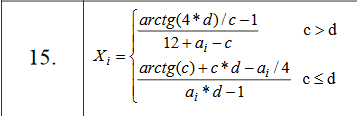 15.
X_i = { (arctg(4*d)/c-1) / (12+a_i-c)    c>d
(arctg(c)+c*d-a_i/4) / (a_i*d-1)    c≤d